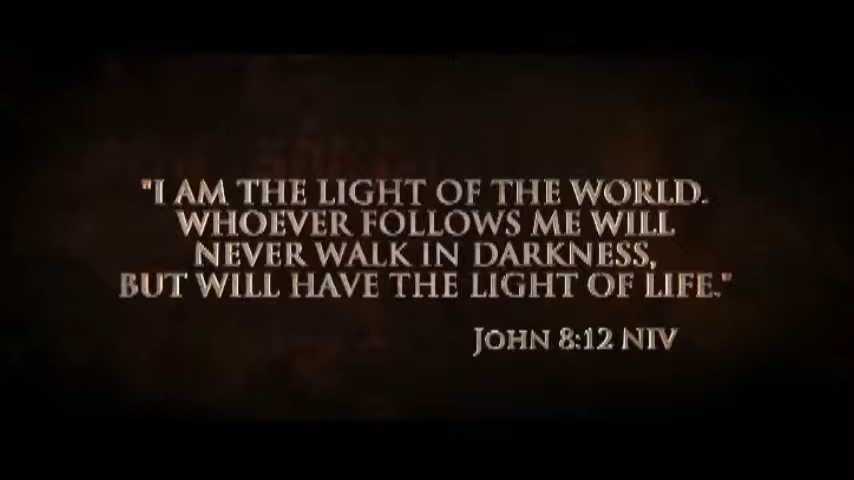 "I AM THE LIGHT OF THE WORLD.
WHOEVER FOLLOWS ME WILL
NEVER WALK IN DARKNESS,
BUT WILL HAVE THE LIGHT OF LIFE."
JOHN 8:12 NIV